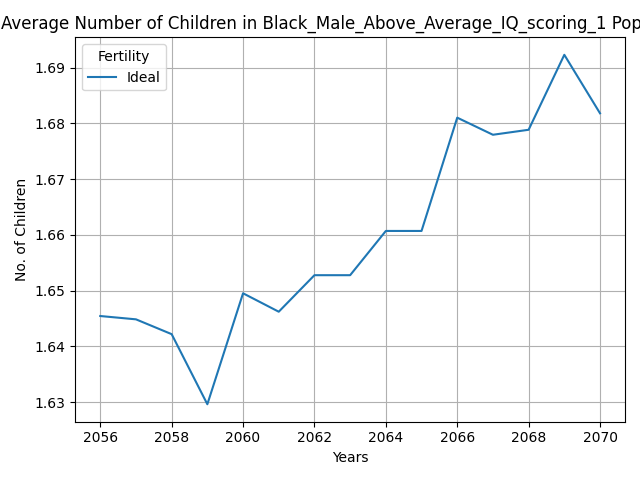 Average Number of Children in Black_Male_Above_Average_IQ_scoring_1 Pop
Fertility
Ideal
No. of Children
1.69
1.68
1.67
1.66
1.65
1.64
1.63
2056 2058 2060 2062 2064 2066 2068 2070
Years